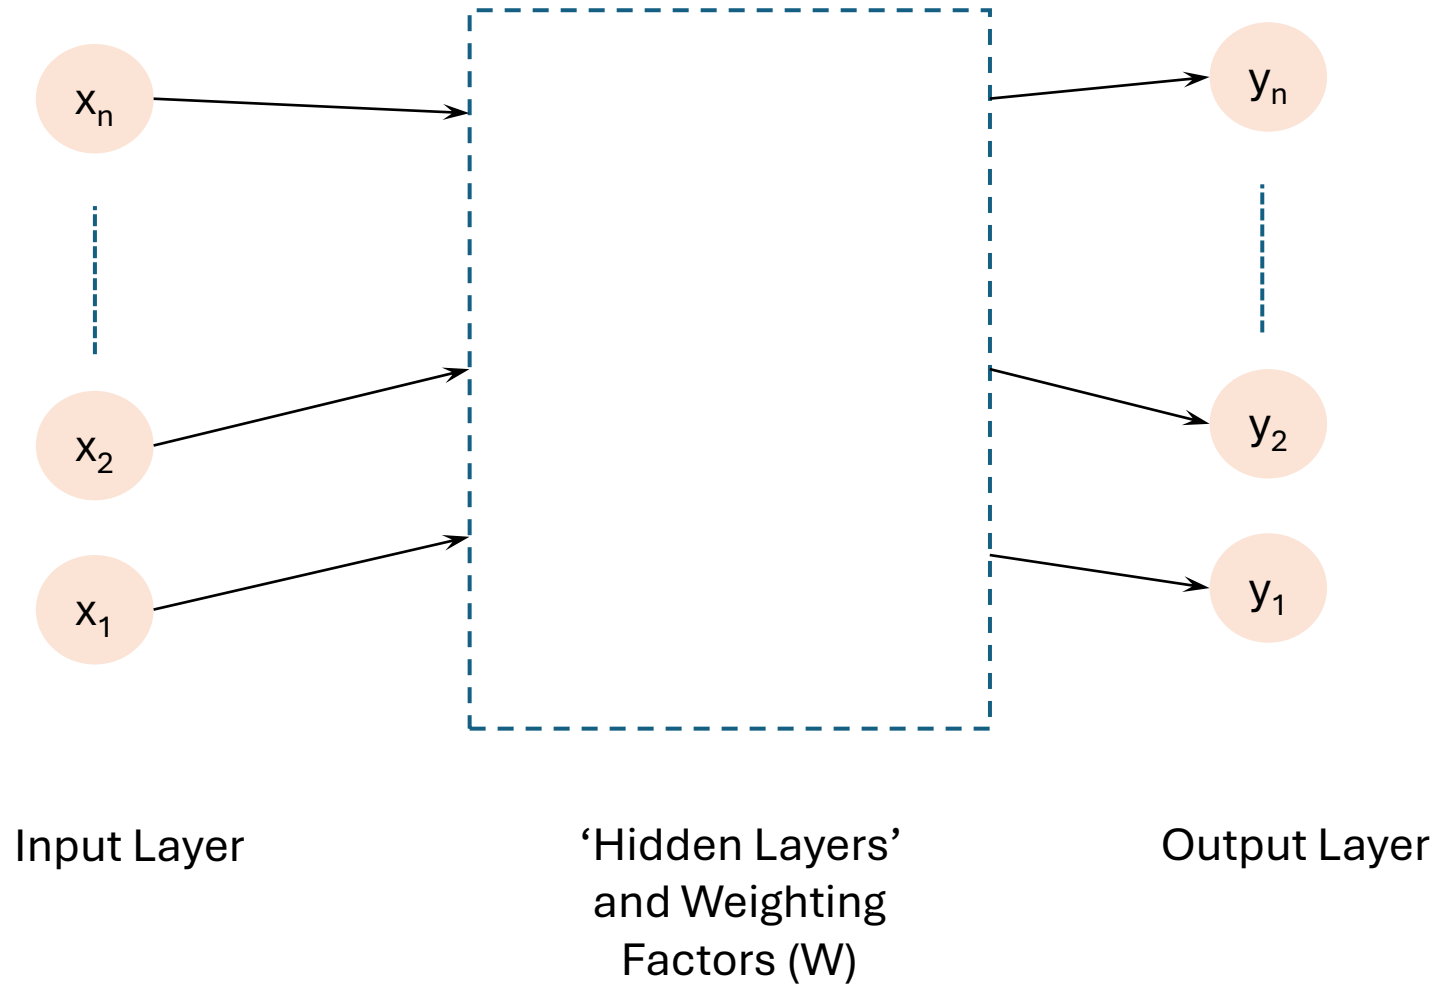 xₙ
yₙ
x₂
y₂
x₁
y₁
Input Layer
‘Hidden Layers’
and Weighting
Factors (W)
Output Layer